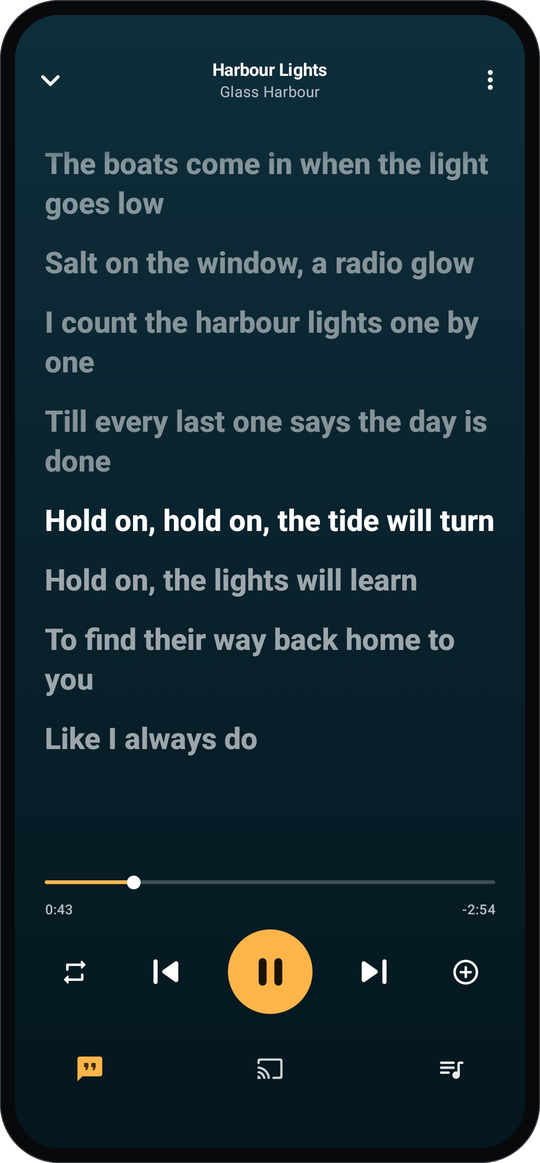 Harbour Lights
Glass Harbour
The boats come in when the light
goes low
Salt on the window, a radio glow
I count the harbour lights one by
one
Till every last one says the day is
done
Hold on, hold on, the tide will turn
Hold on, the lights will learn
To find their way back home to
you
Like I always do
0:43
-2:54